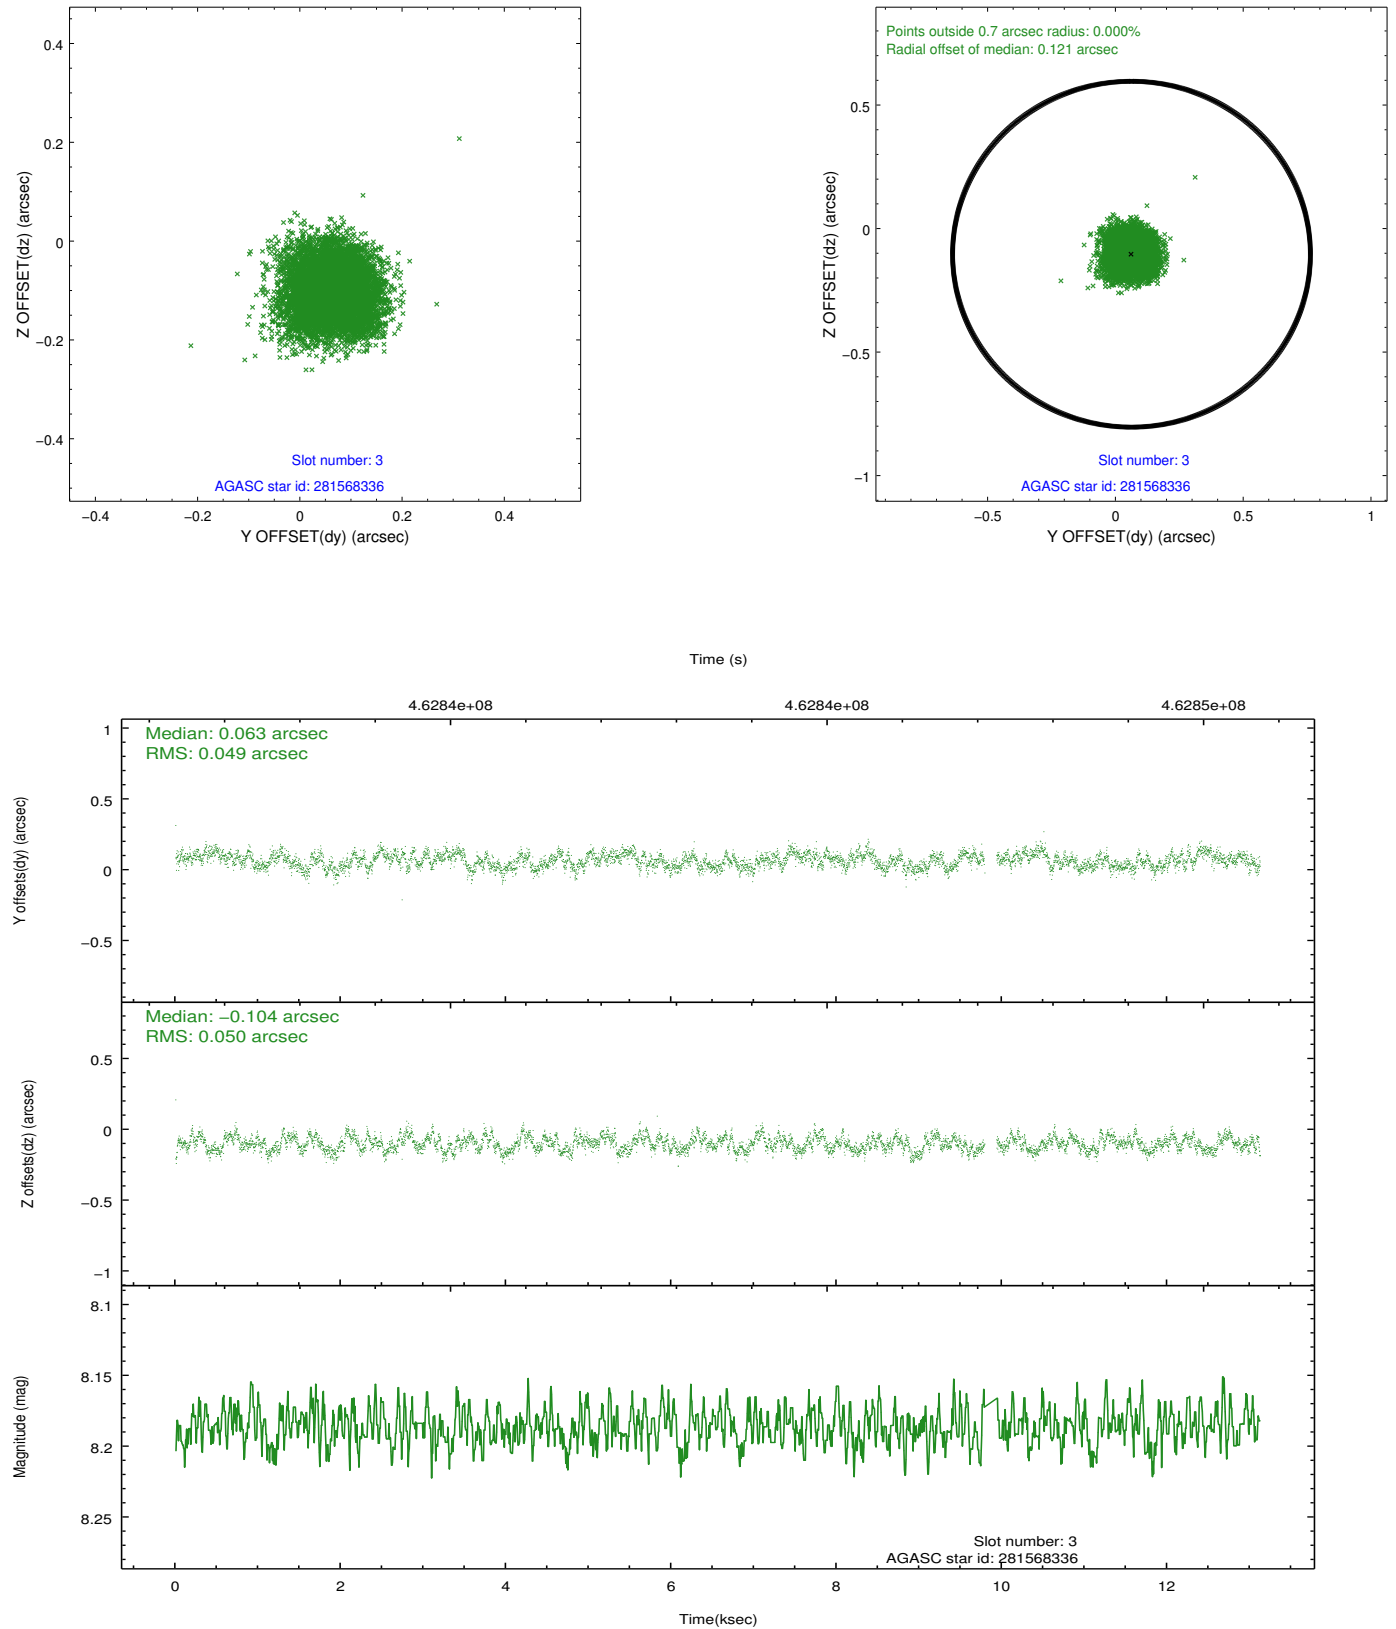 0.4
0.2
0
−0.2
−0.4
Z OFFSET(dz) (arcsec)
Slot number: 3
AGASC star id: 281568336
−0.4 −0.2 0 0.2 0.4
Y OFFSET(dy) (arcsec)
Points outside 0.7 arcsec radius: 0.000%
Radial offset of median: 0.121 arcsec
0.5
0
−0.5
−1
Z OFFSET(dz) (arcsec)
Slot number: 3
AGASC star id: 281568336
−0.5 0 0.5 1
Y OFFSET(dy) (arcsec)
Time (s)
4.6284e+08 4.6284e+08 4.6285e+08
Median: 0.063 arcsec
RMS: 0.049 arcsec
1
0.5
0
−0.5
Y offsets(dy) (arcsec)
Median: −0.104 arcsec
RMS: 0.050 arcsec
0.5
0
−0.5
−1
Z offsets(dz) (arcsec)
8.1
8.15
8.2
8.25
Magnitude (mag)
Slot number: 3
AGASC star id: 281568336
0 2 4 6 8 10 12
Time(ksec)